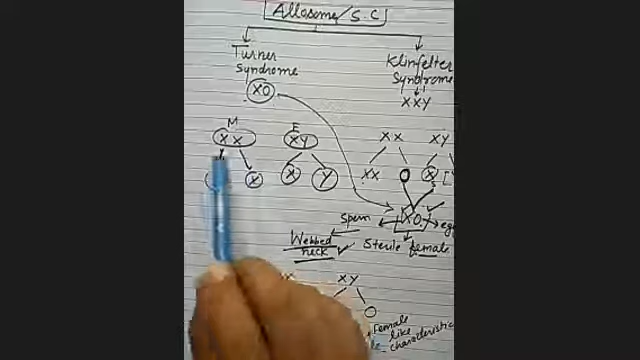 Allosome/S.C
Turner
Syndrome
XO
Klinfelter
Syndrome
XXY
M
XX
X
F
XY
X Y
XX XY
XX X
XO
Sperm
Webbed
neck
Sterile female
XY
Female
like
characteristic